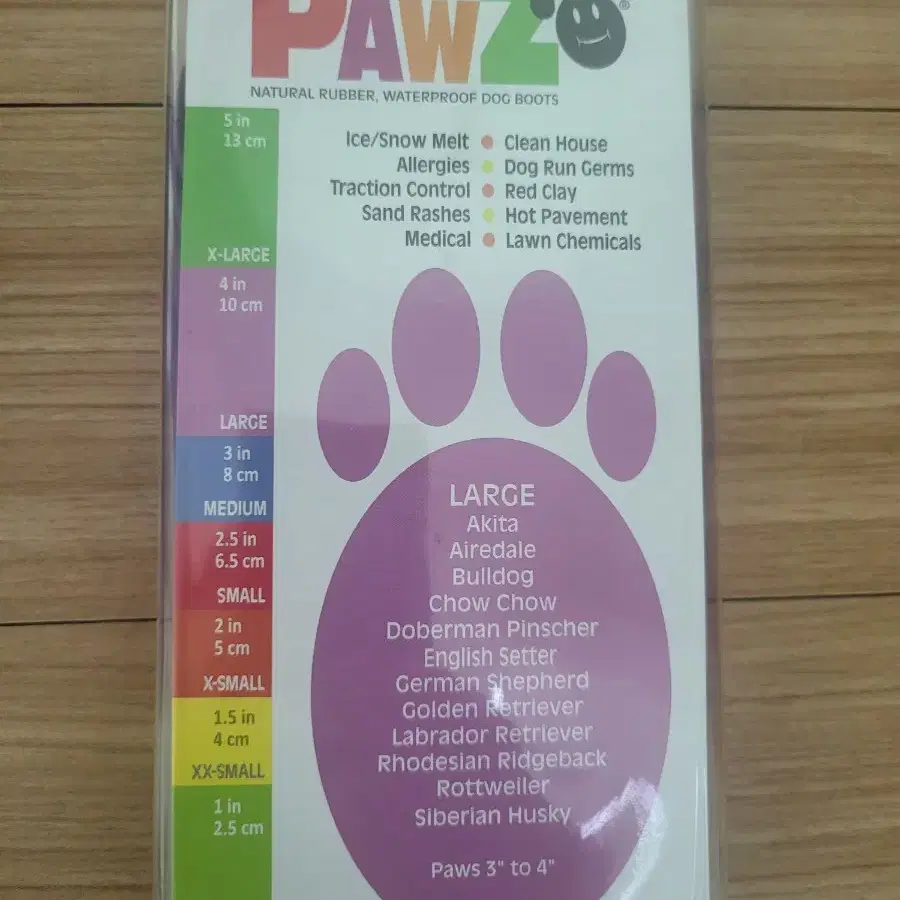 PAWZ
®
NATURAL RUBBER, WATERPROOF DOG BOOTS
5 in
13 cm
X-LARGE
4 in
10 cm
LARGE
3 in
8 cm
MEDIUM
2.5 in
6.5 cm
SMALL
2 in
5 cm
X-SMALL
1.5 in
4 cm
XX-SMALL
1 in
2.5 cm
Ice/Snow Melt • Clean House
Allergies • Dog Run Germs
Traction Control • Red Clay
Sand Rashes • Hot Pavement
Medical • Lawn Chemicals
LARGE
Akita
Airedale
Bulldog
Chow Chow
Doberman Pinscher
English Setter
German Shepherd
Golden Retriever
Labrador Retriever
Rhodesian Ridgeback
Rottweiler
Siberian Husky
Paws 3" to 4"